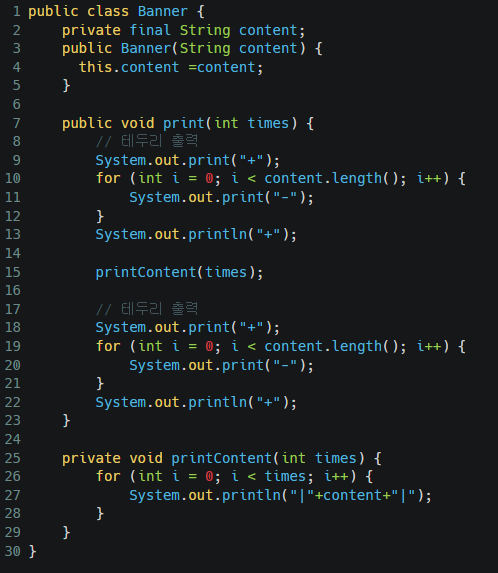 1 public class Banner {
2     private final String content;
3     public Banner(String content) {
4       this.content =content;
5     }
6
7     public void print(int times) {
8         // 테두리 출력
9         System.out.print("+");
10         for (int i = 0; i < content.length(); i++) {
11             System.out.print("-");
12         }
13         System.out.println("+");
14
15         printContent(times);
16
17         // 테두리 출력
18         System.out.print("+");
19         for (int i = 0; i < content.length(); i++) {
20             System.out.print("-");
21         }
22         System.out.println("+");
23     }
24
25     private void printContent(int times) {
26         for (int i = 0; i < times; i++) {
27             System.out.println("|"+content+"|");
28         }
29     }
30 }